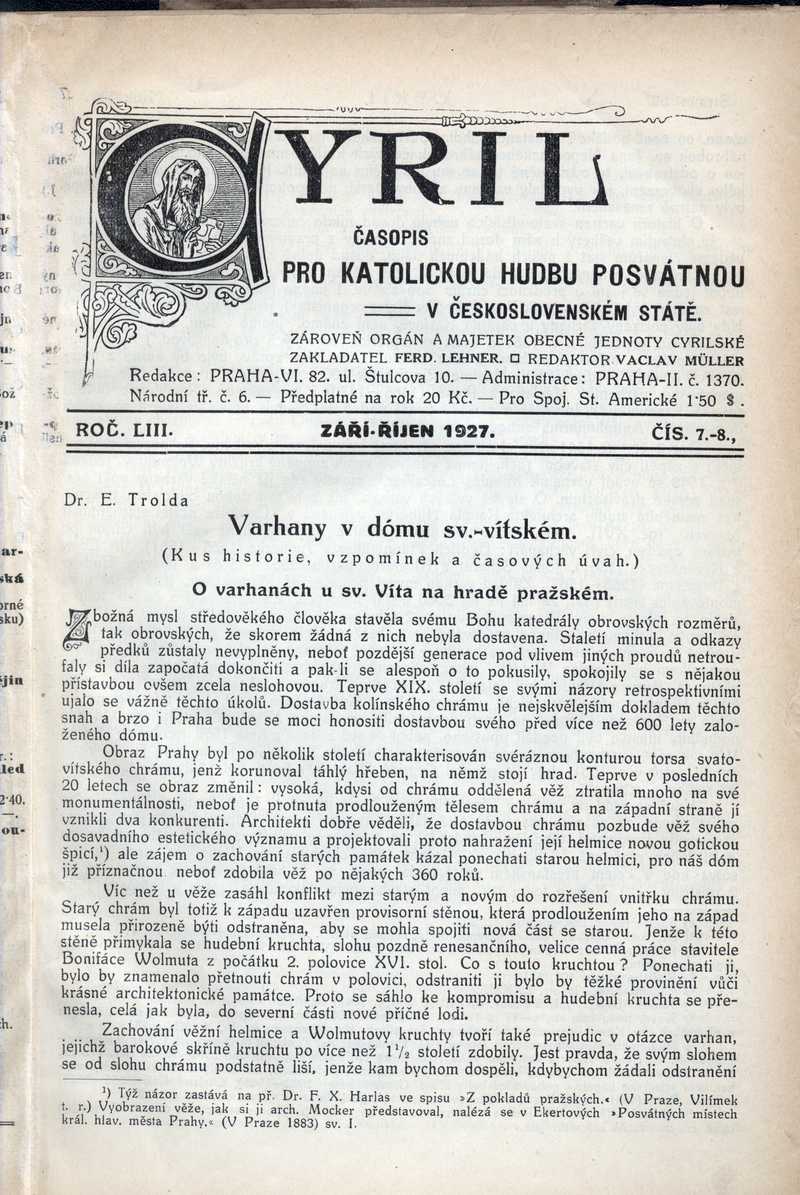 CYRIL
ČASOPIS
PRO KATOLICKOU HUDBU POSVÁTNOU
V ČESKOSLOVENSKÉM STÁTĚ.
ZÁROVEŇ ORGÁN A MAJETEK OBECNÉ JEDNOTY CYRILSKÉ
ZAKLADATEL FERD. LEHNER. REDAKTOR VACLAV MÜLLER
Redakce: PRAHA-VI. 82. ul. Štulcova 10. — Administrace: PRAHA-II. č. 1370.
Národní tř. č. 6. — Předplatné na rok 20 Kč. — Pro Spoj. St. Americké 1·50 $.
ROČ. LIII. ZÁŘÍ-ŘÍJEN 1927. ČÍS. 7.-8.,
Dr. E. Trolda
Varhany v dómu sv.-vítském.
(Kus historie, vzpomínek a časových úvah.)
O varhanách u sv. Víta na hradě pražském.
Zbožná mysl středověkého člověka stavěla svému Bohu katedrály obrovských rozměrů,
tak obrovských, že skorem žádná z nich nebyla dostavena. Staletí minula a odkazy
předků zůstaly nevyplněny, neboť pozdější generace pod vlivem jiných proudů netrou-
faly si díla započatá dokončiti a pak-li se alespoň o to pokusily, spokojily se s nějakou
přístavbou ovšem zcela neslohovou. Teprve XIX. století se svými názory retrospektivními
ujalo se vážně těchto úkolů. Dostavba kolínského chrámu je nejskvělejším dokladem těchto
snah a brzo i Praha bude se moci honositi dostavbou svého před více než 600 lety zalo-
ženého dómu.
Obraz Prahy byl po několik století charakterisován svéráznou konturou torsa svato-
vítského chrámu, jenž korunoval táhlý hřeben, na němž stojí hrad. Teprve v posledních
20 letech se obraz změnil: vysoká, kdysi od chrámu oddělená věž ztratila mnoho na své
monumentálnosti, neboť je protnuta prodlouženým tělesem chrámu a na západní straně jí
vznikli dva konkurenti. Architekti dobře věděli, že dostavbou chrámu pozbude věž svého
dosavadního estetického významu a projektovali proto nahražení její helmice novou gotickou
špicí,¹) ale zájem o zachování starých památek kázal ponechati starou helmici, pro náš dóm
již příznačnou neboť zdobila věž po nějakých 360 roků.
Víc než u věže zasáhl konflikt mezi starým a novým do rozřešení vnitřku chrámu.
Starý chrám byl totiž k západu uzavřen provisorní stěnou, která prodloužením jeho na západ
musela přirozeně býti odstraněna, aby se mohla spojiti nová část se starou. Jenže k této
stěně přimykala se hudební kruchta, slohu pozdně renesančního, velice cenná práce stavitele
Bonifáce Wolmuta z počátku 2. polovice XVI. stol. Co s touto kruchtou? Ponechati ji,
bylo by znamenalo přetnouti chrám v polovici, odstraniti ji bylo by těžké provinění vůči
krásné architektonické památce. Proto se sáhlo ke kompromisu a hudební kruchta se pře-
nesla, celá jak byla, do severní části nové příčné lodi.
Zachování věžní helmice a Wolmutovy kruchty tvoří také prejudic v otázce varhan,
jejichž barokové skříně kruchtu po více než 1½ století zdobily. Jest pravda, že svým slohem
se od slohu chrámu podstatně liší, jenže kam bychom dospěli, kdybychom žádali odstranění
¹) Týž názor zastává na př. Dr. F. X. Harlas ve spisu »Z pokladů pražských.« (V Praze, Vilímek
t. r.) Vyobrazení věže, jak si ji arch. Mocker představoval, nalézá se v Ekertových »Posvátných místech
král. hlav. města Prahy.« (V Praze 1883) sv. I.